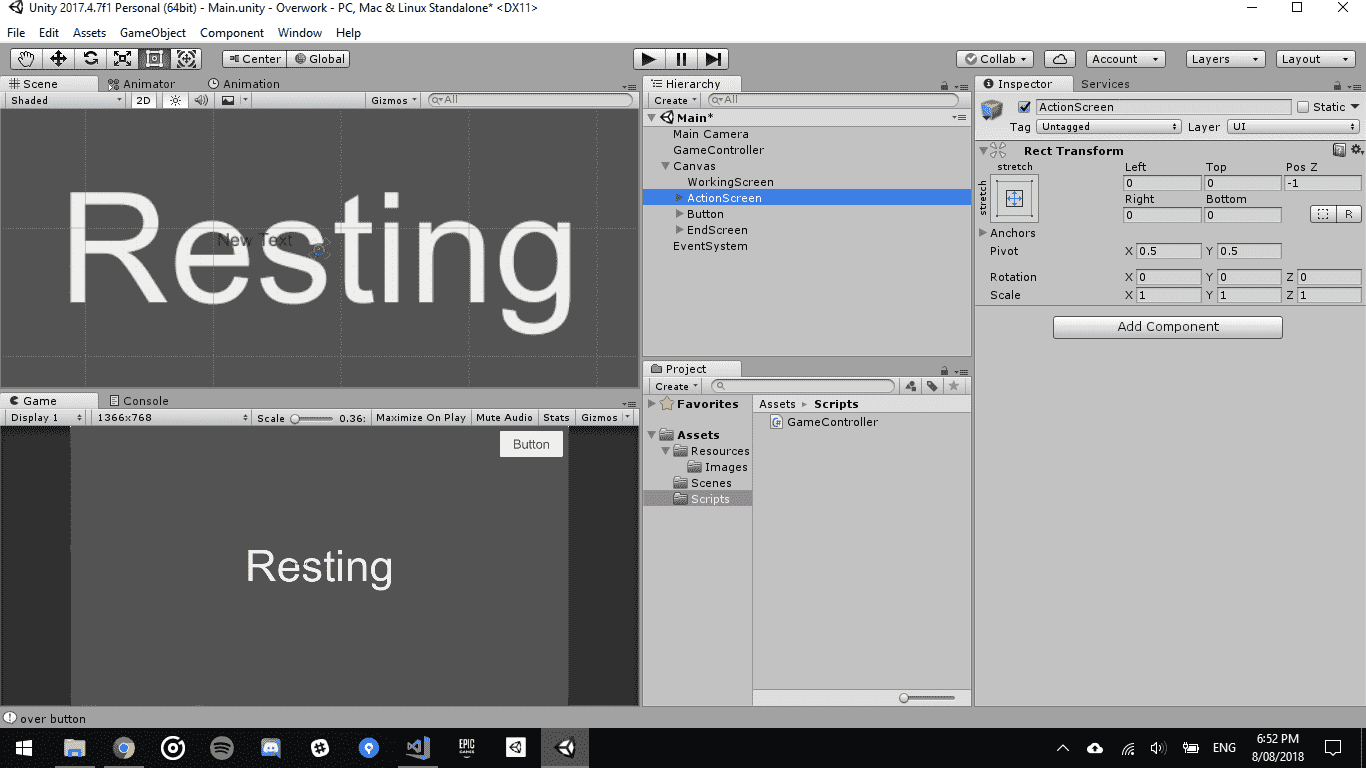 Unity 2017.4.7f1 Personal (64bit) - Main.unity - Overwork - PC, Mac & Linux Standalone* <DX11>
File Edit Assets GameObject Component Window Help
Center Global Collab Account Layers Layout
Scene Animator Animation
Shaded 2D Gizmos All
Resting
New Text
Game Console
Display 1 1366x768 Scale 0.36: Maximize On Play Mute Audio Stats Gizmos
Button
Resting
over button
Hierarchy
Create All
Main*
Main Camera
GameController
Canvas
WorkingScreen
ActionScreen
Button
EndScreen
EventSystem
Project
Create
Favorites
Assets
Resources
Images
Scenes
Scripts
Assets ▸ Scripts
GameController
Inspector Services
ActionScreen Static
Tag Untagged Layer UI
Rect Transform
stretch
stretch
Left Top Pos Z
0 0 -1
Right Bottom
0 0 R
Anchors
Pivot X 0.5 Y 0.5
Rotation X 0 Y 0 Z 0
Scale X 1 Y 1 Z 1
Add Component
EPIC
GAMES
ENG
6:52 PM
8/08/2018